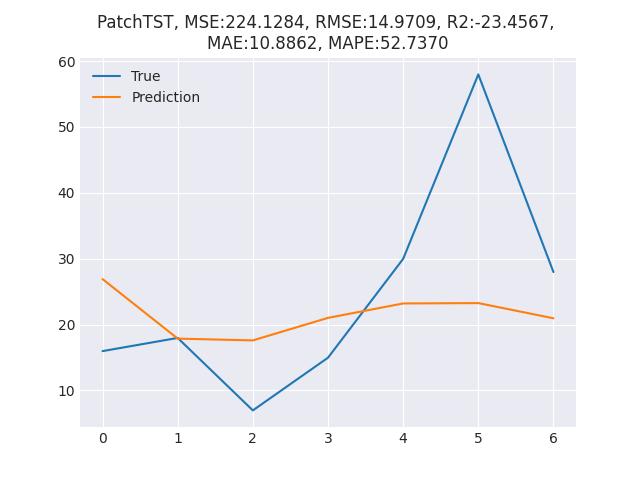 PatchTST, MSE:224.1284, RMSE:14.9709, R2:-23.4567,
MAE:10.8862, MAPE:52.7370
True
Prediction
60
50
40
30
20
10
0 1 2 3 4 5 6